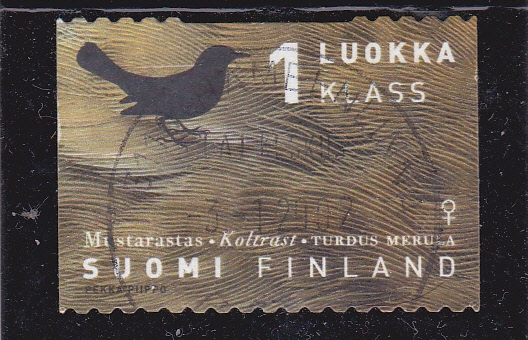 1 LUOKKA
KLASS
Mustarastas • Koltrast • TURDUS MERULA
SUOMI FINLAND
PEKKA PIIPPO